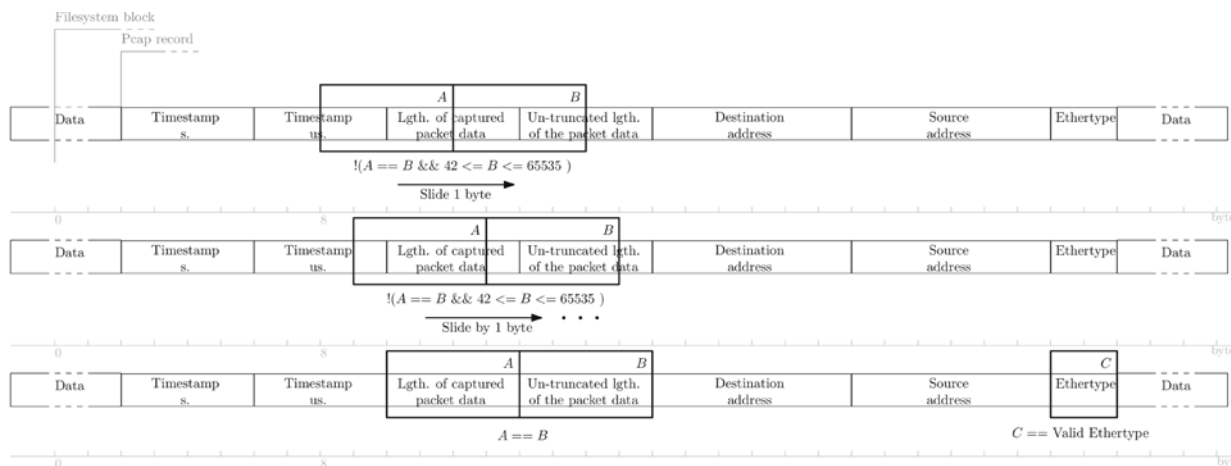 Filesystem block
Pcap record
A B
Data Timestamp Timestamp Lgth. of captured Un-truncated lgth. Destination Source Ethertype Data
s. us. packet data of the packet data address address
!(A == B && 42 <= B <= 65535 )
Slide 1 byte
0 8 byte
A B
Data Timestamp Timestamp Lgth. of captured Un-truncated lgth. Destination Source Ethertype Data
s. us. packet data of the packet data address address
!(A == B && 42 <= B <= 65535 )
Slide by 1 byte
0 8 byte
A B C
Data Timestamp Timestamp Lgth. of captured Un-truncated lgth. Destination Source Ethertype Data
s. us. packet data of the packet data address address
A == B C == Valid Ethertype
0 8 by